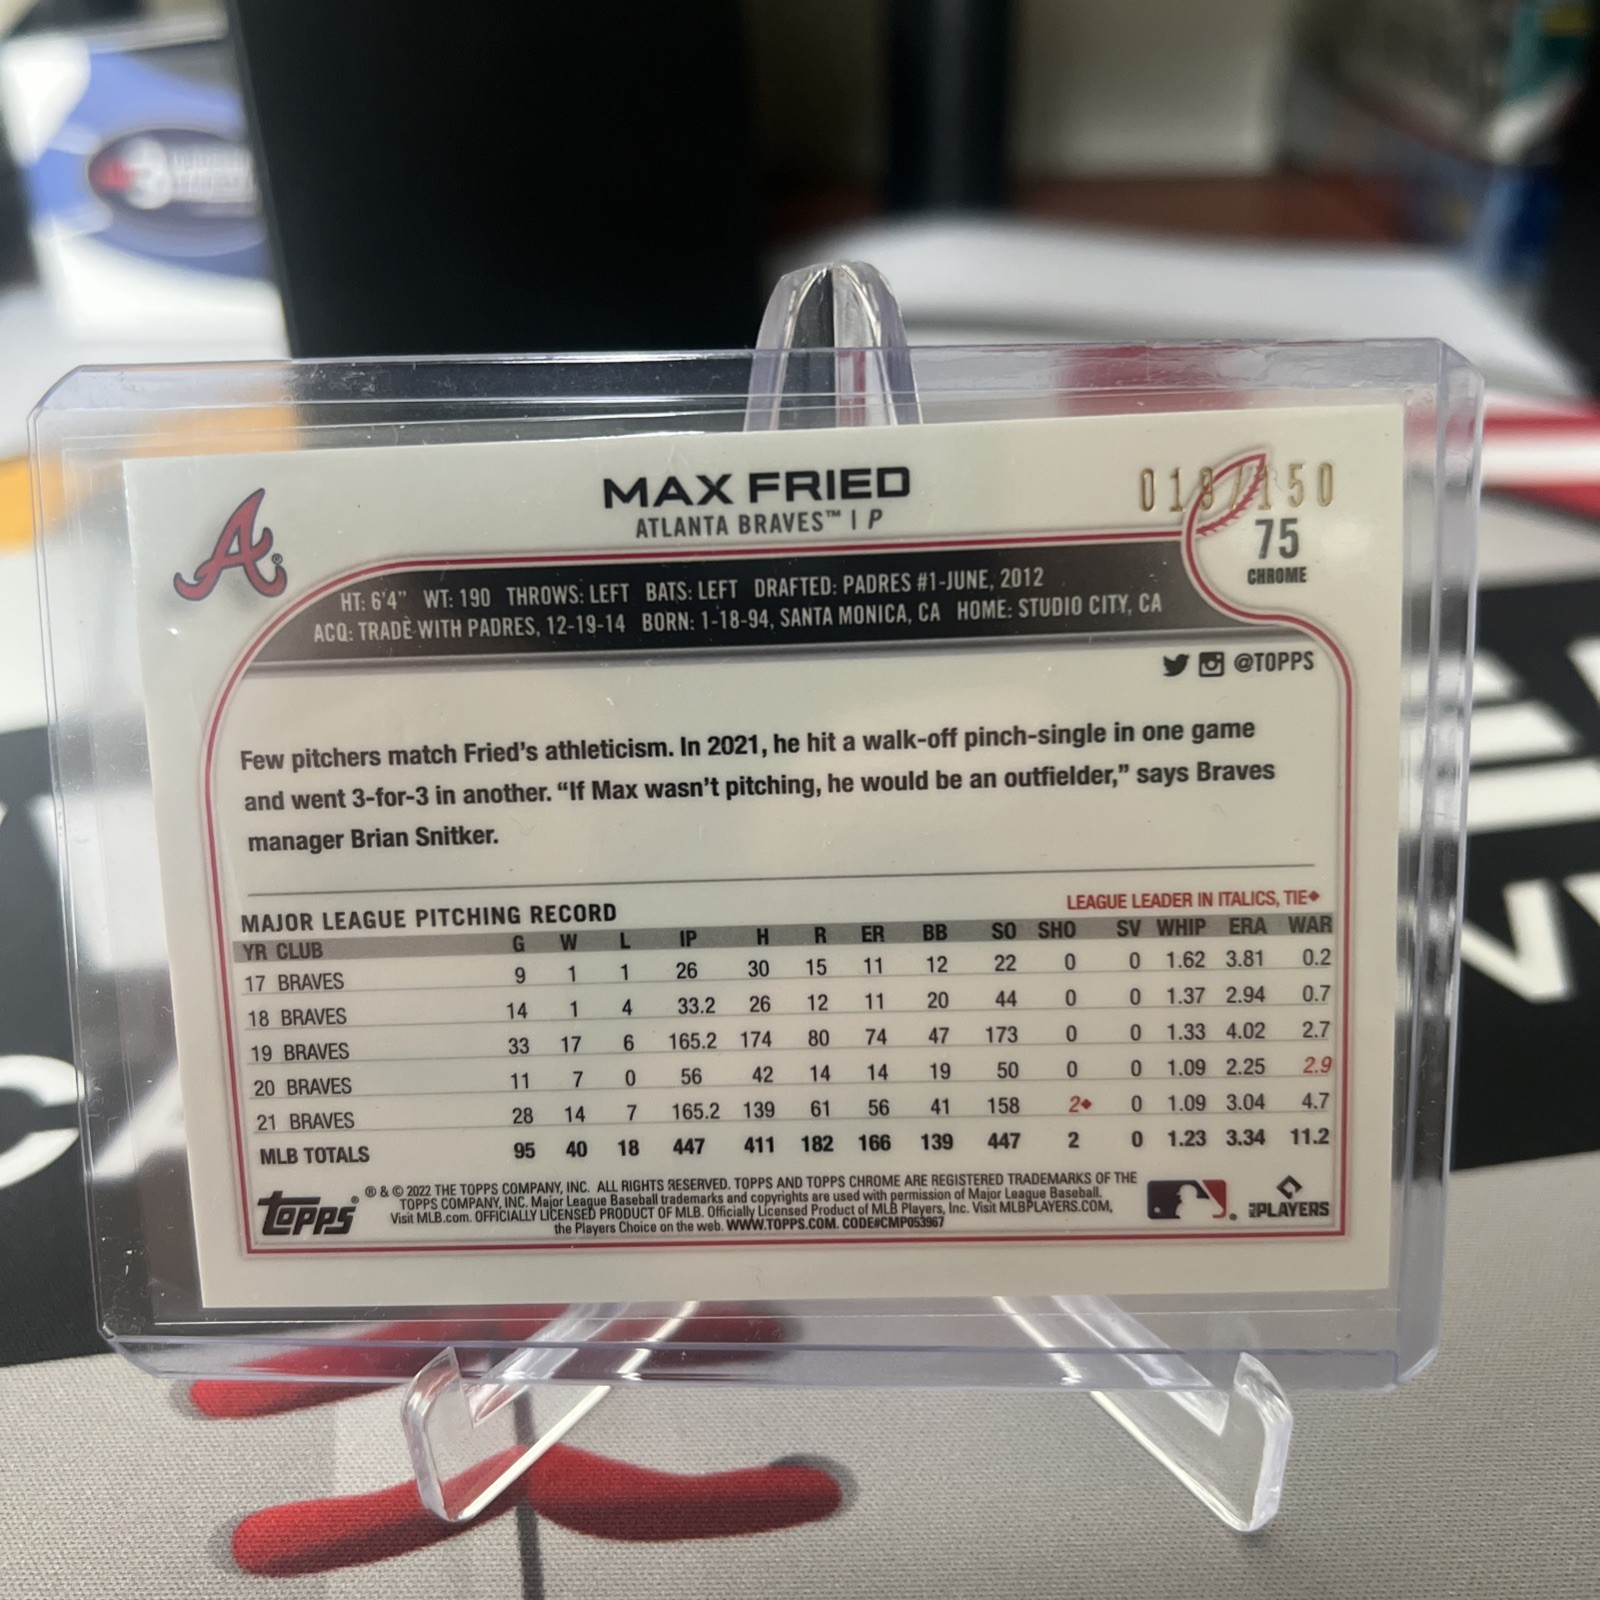 MAX FRIED
ATLANTA BRAVES™ | P
018/150
75
CHROME
A®
HT: 6'4" WT: 190 THROWS: LEFT BATS: LEFT DRAFTED: PADRES #1-JUNE, 2012
ACQ: TRADE WITH PADRES, 12-19-14 BORN: 1-18-94, SANTA MONICA, CA HOME: STUDIO CITY, CA
@TOPPS
Few pitchers match Fried's athleticism. In 2021, he hit a walk-off pinch-single in one game
and went 3-for-3 in another. “If Max wasn't pitching, he would be an outfielder,” says Braves
manager Brian Snitker.
LEAGUE LEADER IN ITALICS, TIE♦
MAJOR LEAGUE PITCHING RECORD
YR CLUB G W L IP H R ER BB SO SHO SV WHIP ERA WAR
17 BRAVES 9 1 1 26 30 15 11 12 22 0 0 1.62 3.81 0.2
18 BRAVES 14 1 4 33.2 26 12 11 20 44 0 0 1.37 2.94 0.7
19 BRAVES 33 17 6 165.2 174 80 74 47 173 0 0 1.33 4.02 2.7
20 BRAVES 11 7 0 56 42 14 14 19 50 0 0 1.09 2.25 2.9
21 BRAVES 28 14 7 165.2 139 61 56 41 158 2♦ 0 1.09 3.04 4.7
MLB TOTALS 95 40 18 447 411 182 166 139 447 2 0 1.23 3.34 11.2
Topps®
® & © 2022 THE TOPPS COMPANY, INC. ALL RIGHTS RESERVED. TOPPS AND TOPPS CHROME ARE REGISTERED TRADEMARKS OF THE
TOPPS COMPANY, INC. Major League Baseball trademarks and copyrights are used with permission of Major League Baseball.
Visit MLB.com. OFFICIALLY LICENSED PRODUCT OF MLB. Officially Licensed Product of MLB Players, Inc. Visit MLBPLAYERS.COM,
the Players Choice on the web. WWW.TOPPS.COM. CODE#CMP053967
PLAYERS